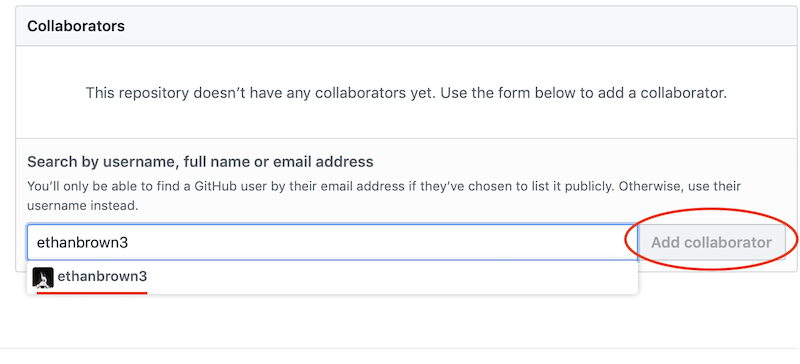 Collaborators
This repository doesn’t have any collaborators yet. Use the form below to add a collaborator.
Search by username, full name or email address
You’ll only be able to find a GitHub user by their email address if they’ve chosen to list it publicly. Otherwise, use their
username instead.
ethanbrown3
Add collaborator
ethanbrown3